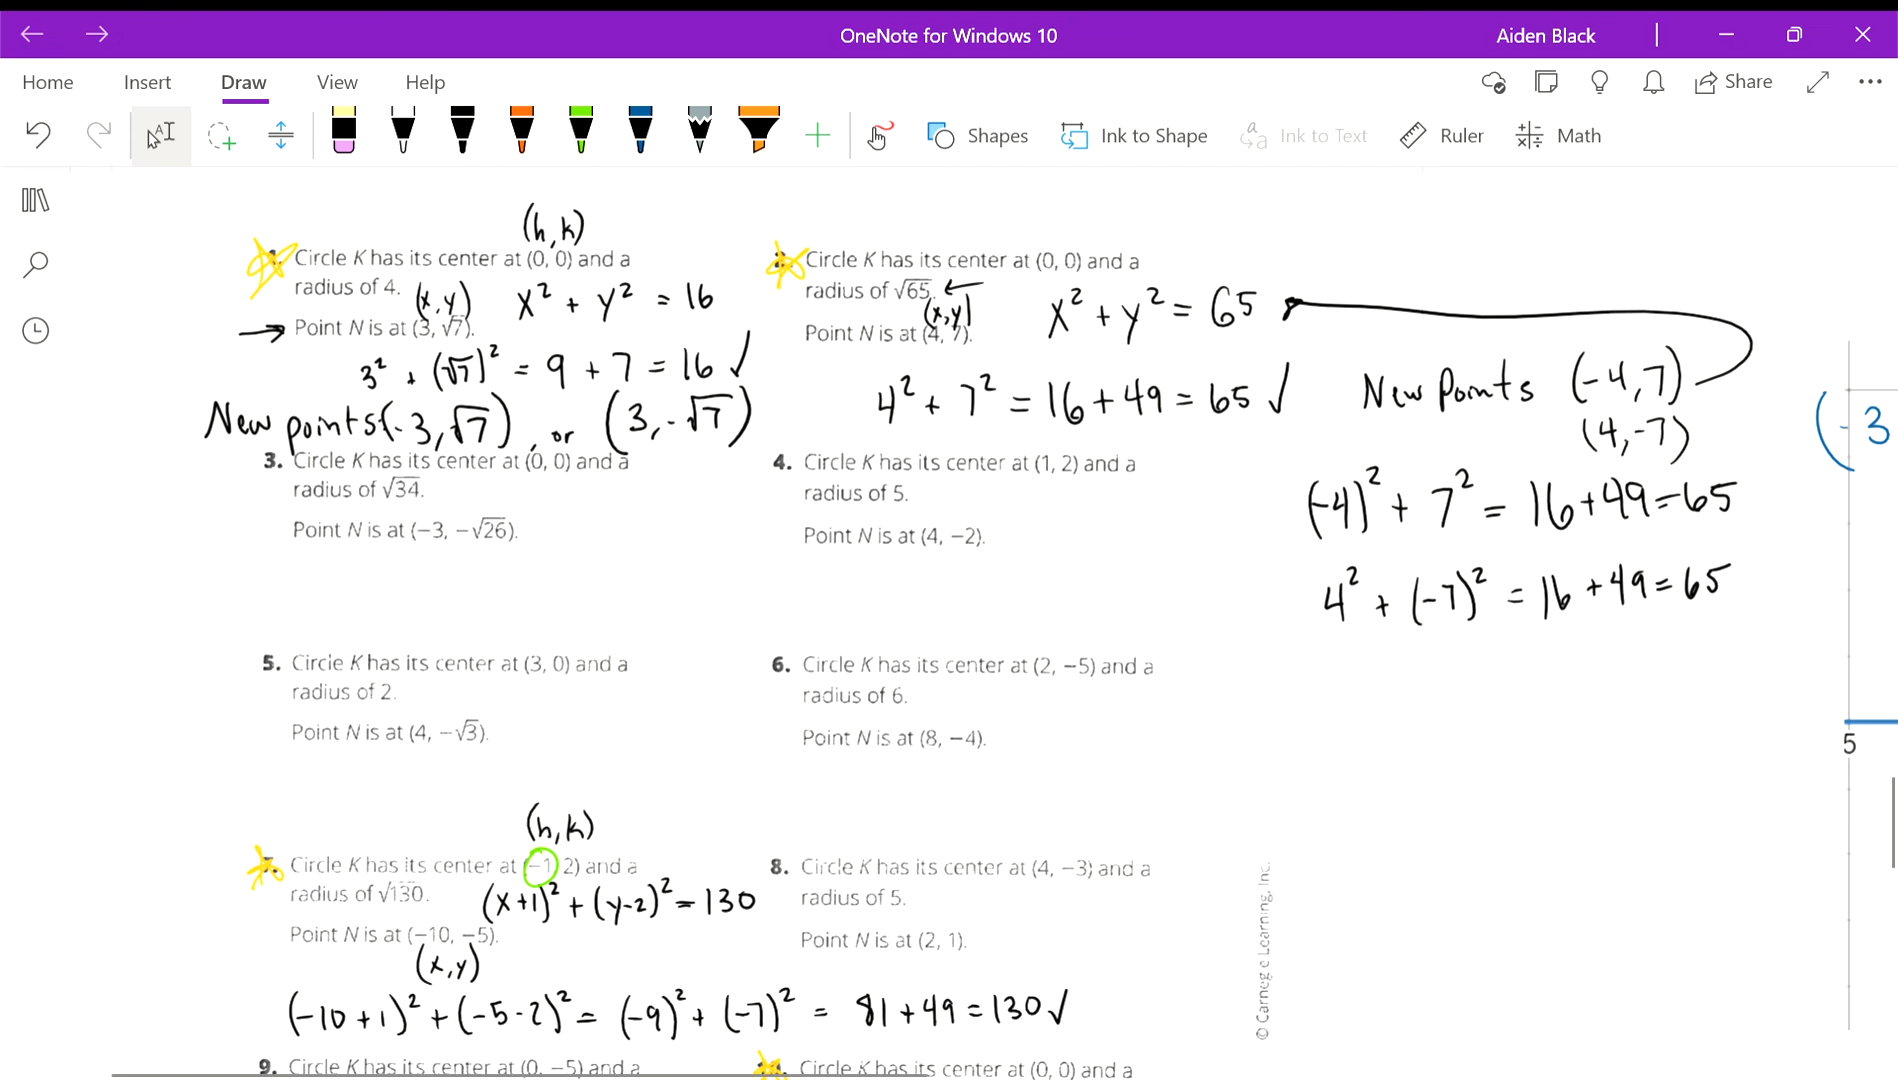 OneNote for Windows 10
Aiden Black
Home Insert Draw View Help
Share
Shapes Ink to Shape Ink to Text Ruler Math
(h, k)
Circle K has its center at (0, 0) and a
radius of 4. (x, y) x² + y² = 16
Point N is at (3, √7).
3² + (√7)² = 9 + 7 = 16 ✓
New points (-3, √7), or (3, -√7)
2. Circle K has its center at (0, 0) and a
radius of √65. ←
(x, y) x² + y² = 65
Point N is at (4, 7).
4² + 7² = 16 + 49 = 65 ✓
New Points (-4, 7)
(4, -7)
(-4)² + 7² = 16 + 49 = 65
4² + (-7)² = 16 + 49 = 65
(-3
3. Circle K has its center at (0, 0) and a
radius of √34.
Point N is at (−3, −√26).
4. Circle K has its center at (1, 2) and a
radius of 5.
Point N is at (4, −2).
5. Circle K has its center at (3, 0) and a
radius of 2.
Point N is at (4, −√3).
6. Circle K has its center at (2, −5) and a
radius of 6.
Point N is at (8, −4).
5
(h, k)
7. Circle K has its center at (−1, 2) and a
radius of √130. (x+1)² + (y-2)² = 130
Point N is at (−10, −5).
(x, y)
(-10+1)² + (-5-2)² = (-9)² + (-7)² = 81 + 49 = 130 ✓
8. Circle K has its center at (4, −3) and a
radius of 5.
Point N is at (2, 1).
© Carnegie Learning, Inc.
9. Circle K has its center at (0, −5) and a
Circle K has its center at (0, 0) and a